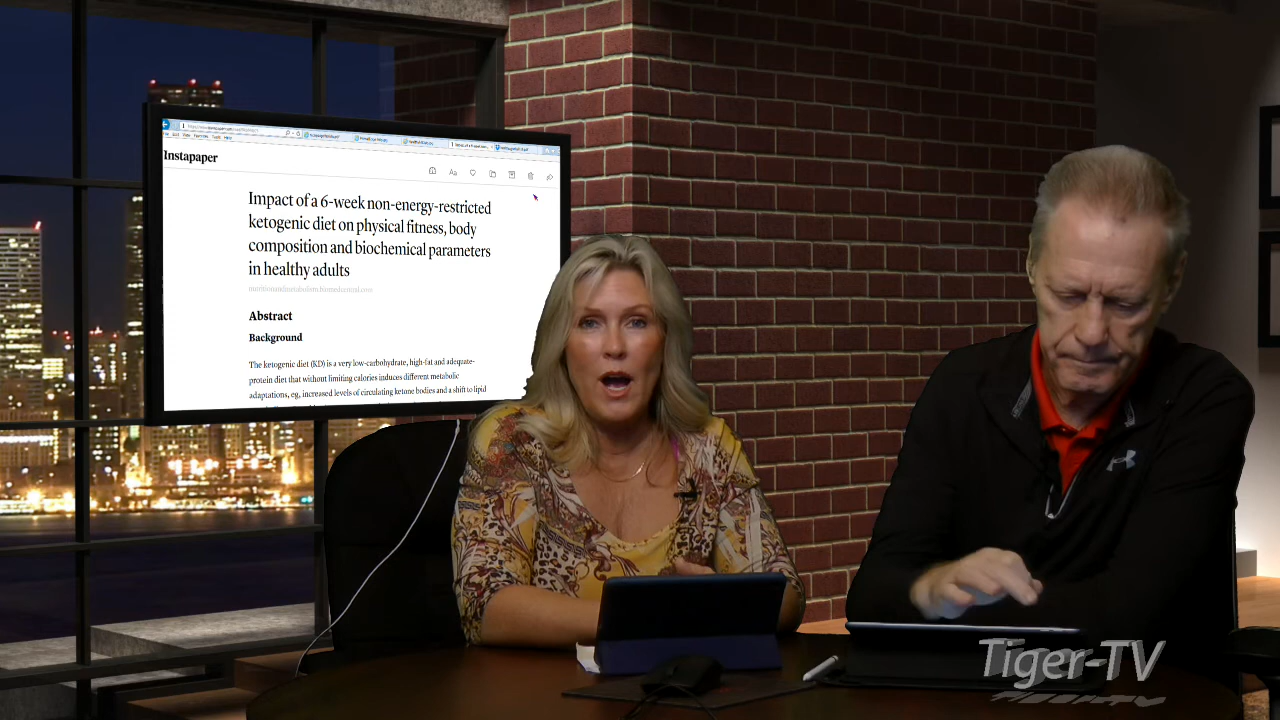 Instapaper
Impact of a 6-week non-energy-restricted
ketogenic diet on physical fitness, body
composition and biochemical parameters
in healthy adults
nutritionandmetabolism.biomedcentral.com
Abstract
Background
The ketogenic diet (KD) is a very low-carbohydrate, high-fat and adequate-
protein diet that without limiting calories induces different metabolic
adaptations, eg, increased levels of circulating ketone bodies and a shift to lipid
Tiger-TV